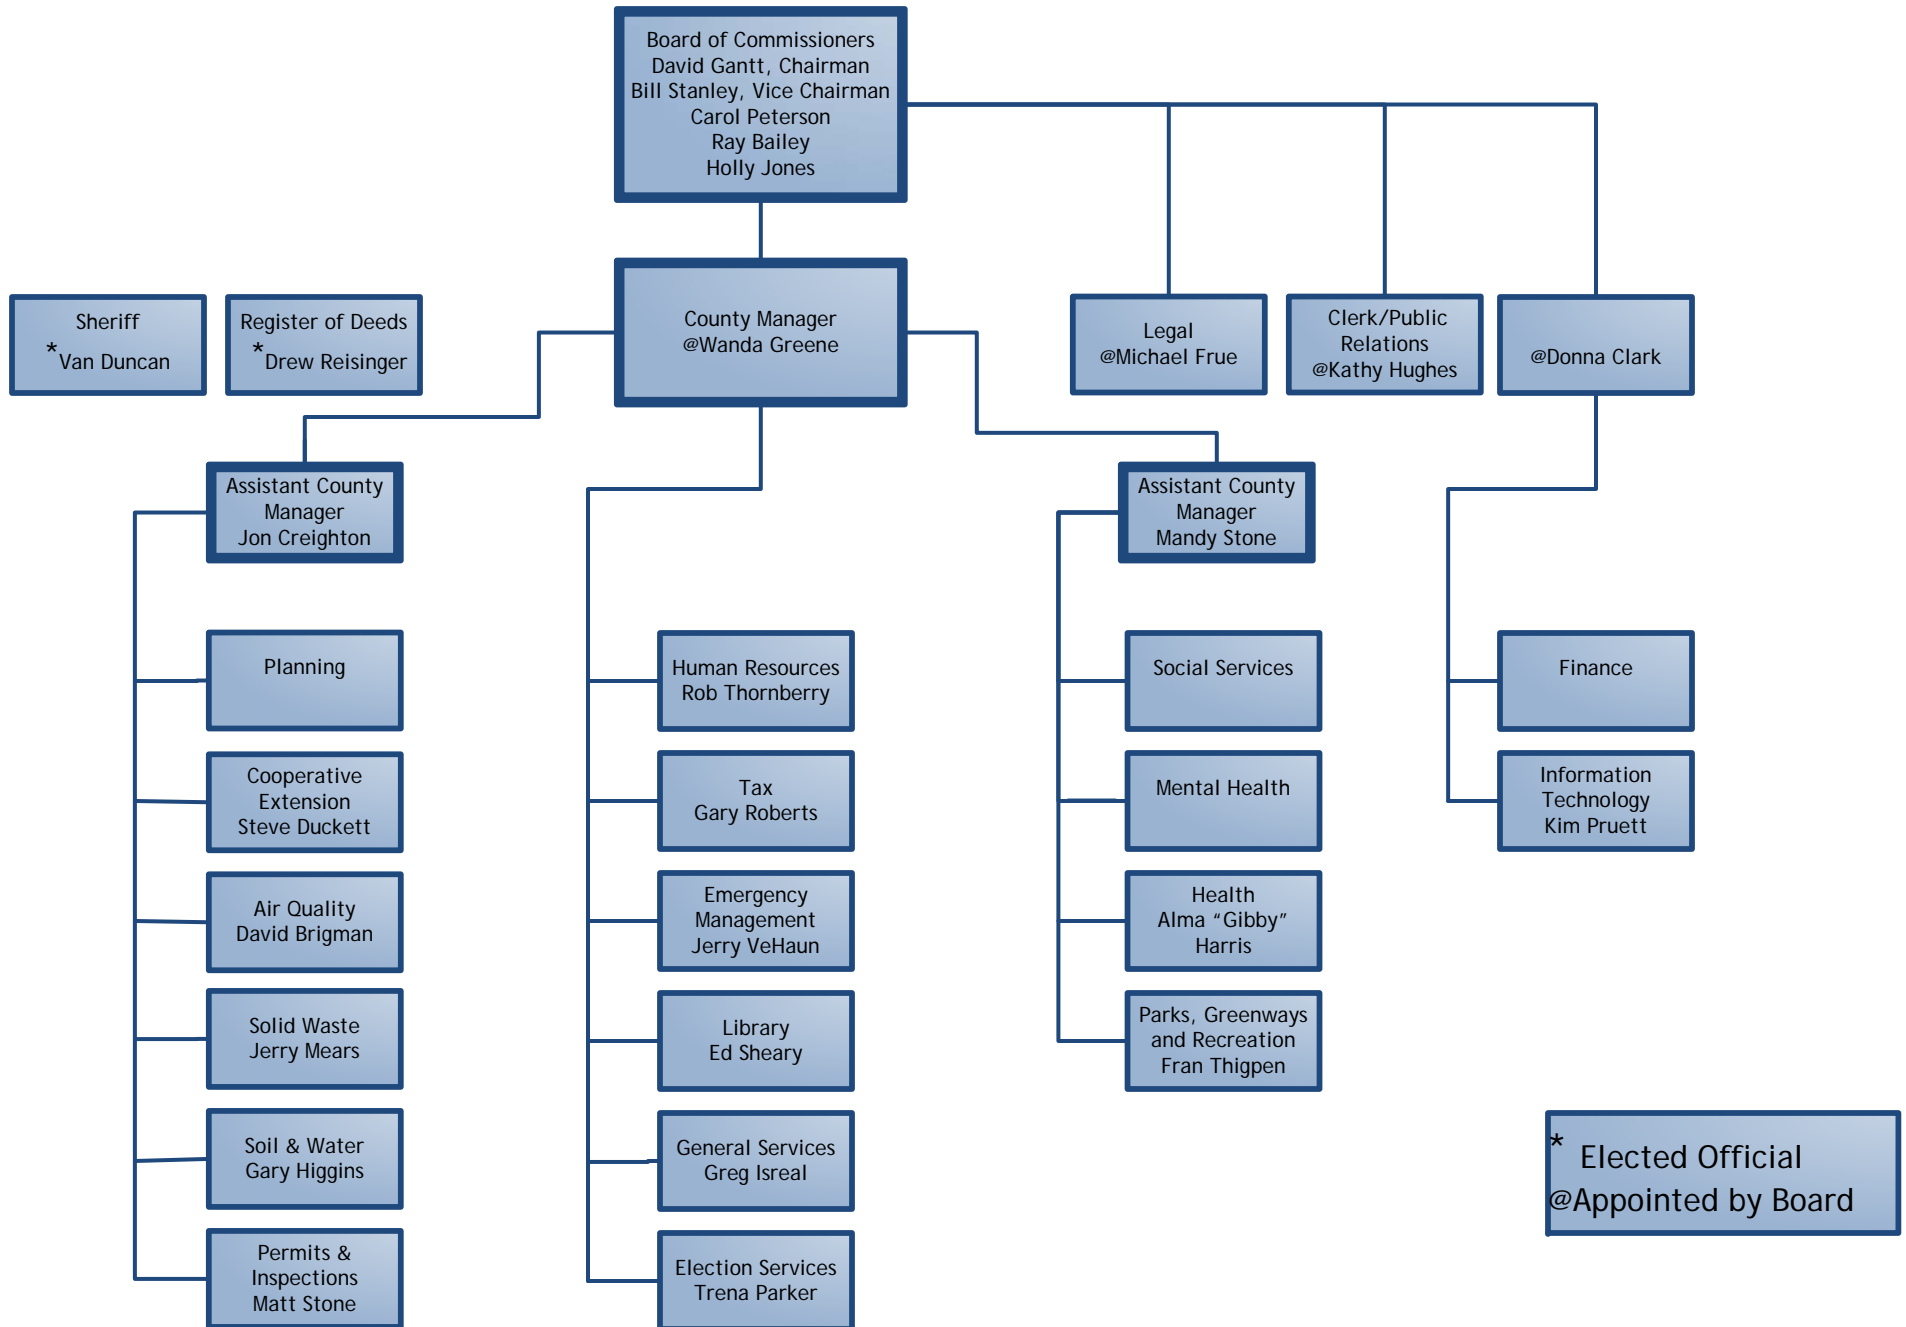 Board of Commissioners
David Gantt, Chairman
Bill Stanley, Vice Chairman
Carol Peterson
Ray Bailey
Holly Jones
Sheriff
*Van Duncan
Register of Deeds
*Drew Reisinger
County Manager
@Wanda Greene
Legal
@Michael Frue
Clerk/Public
Relations
@Kathy Hughes
@Donna Clark
Assistant County
Manager
Jon Creighton
Assistant County
Manager
Mandy Stone
Planning
Cooperative
Extension
Steve Duckett
Air Quality
David Brigman
Solid Waste
Jerry Mears
Soil & Water
Gary Higgins
Permits &
Inspections
Matt Stone
Human Resources
Rob Thornberry
Tax
Gary Roberts
Emergency
Management
Jerry VeHaun
Library
Ed Sheary
General Services
Greg Isreal
Election Services
Trena Parker
Social Services
Mental Health
Health
Alma “Gibby”
Harris
Parks, Greenways
and Recreation
Fran Thigpen
Finance
Information
Technology
Kim Pruett
* Elected Official
@Appointed by Board